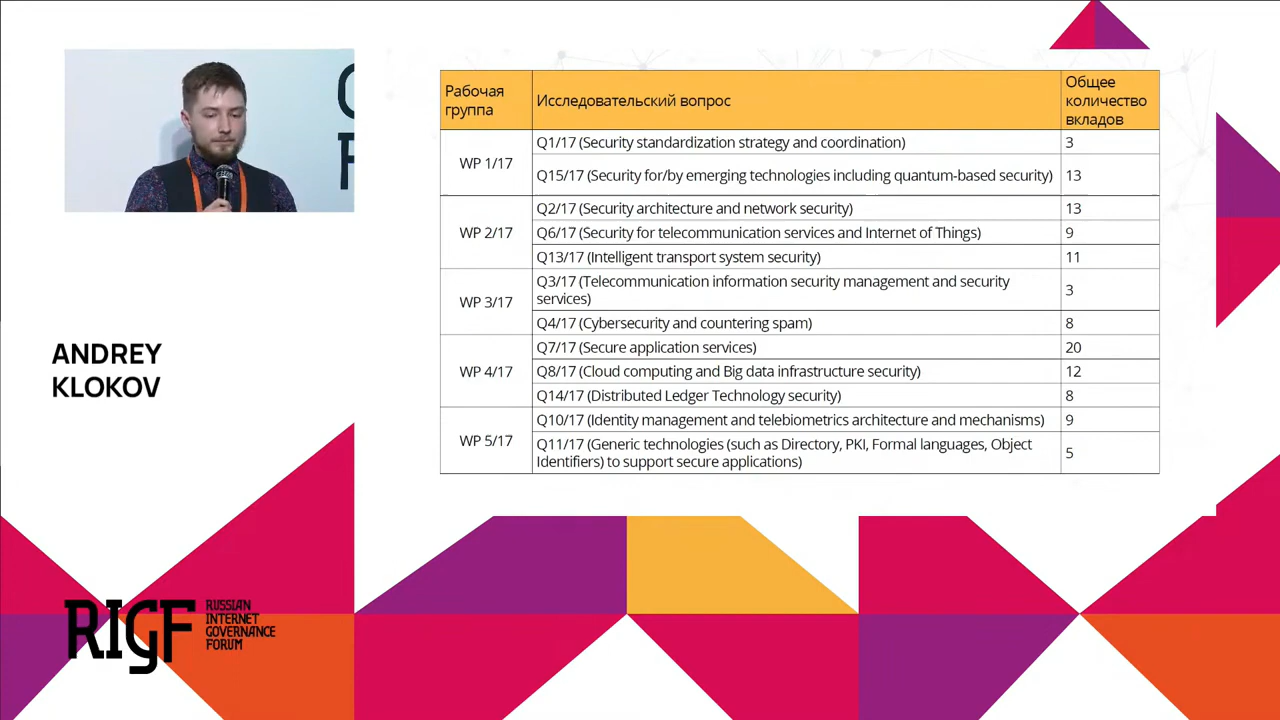 Рабочая
группа
Исследовательский вопрос
Общее
количество
вкладов
WP 1/17
Q1/17 (Security standardization strategy and coordination)
3
Q15/17 (Security for/by emerging technologies including quantum-based security)
13
WP 2/17
Q2/17 (Security architecture and network security)
13
Q6/17 (Security for telecommunication services and Internet of Things)
9
Q13/17 (Intelligent transport system security)
11
WP 3/17
Q3/17 (Telecommunication information security management and security
services)
3
Q4/17 (Cybersecurity and countering spam)
8
WP 4/17
Q7/17 (Secure application services)
20
Q8/17 (Cloud computing and Big data infrastructure security)
12
Q14/17 (Distributed Ledger Technology security)
8
WP 5/17
Q10/17 (Identity management and telebiometrics architecture and mechanisms)
9
Q11/17 (Generic technologies (such as Directory, PKI, Formal languages, Object
Identifiers) to support secure applications)
5
ANDREY
KLOKOV
RIGF
RUSSIAN
INTERNET
GOVERNANCE
FORUM